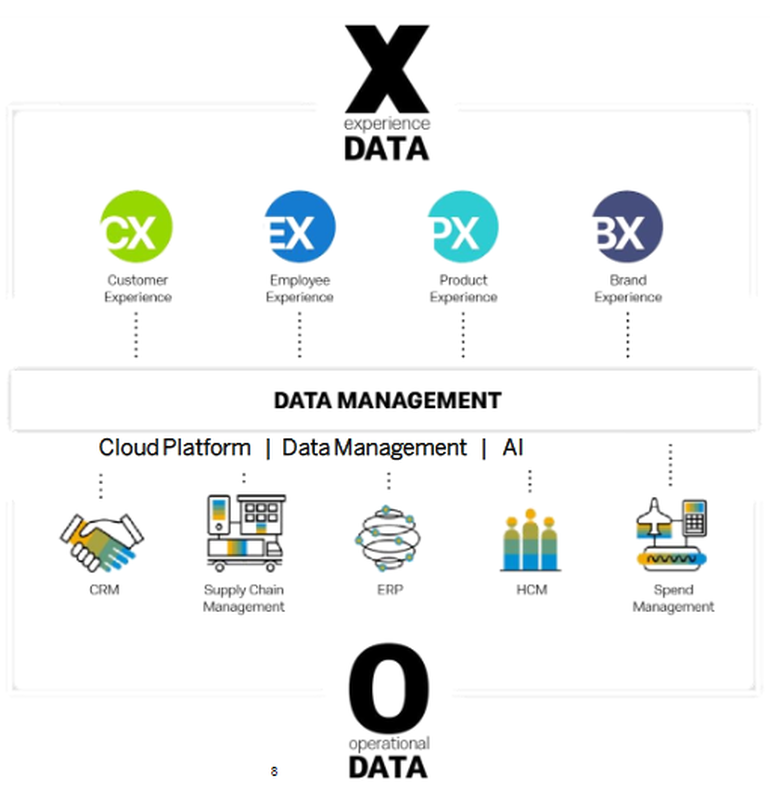 X
experience
DATA
CX
EX
PX
BX
Customer
Experience
Employee
Experience
Product
Experience
Brand
Experience
DATA MANAGEMENT
Cloud Platform | Data Management | AI
CRM
Supply Chain
Management
ERP
HCM
Spend
Management
O
operational
DATA
8